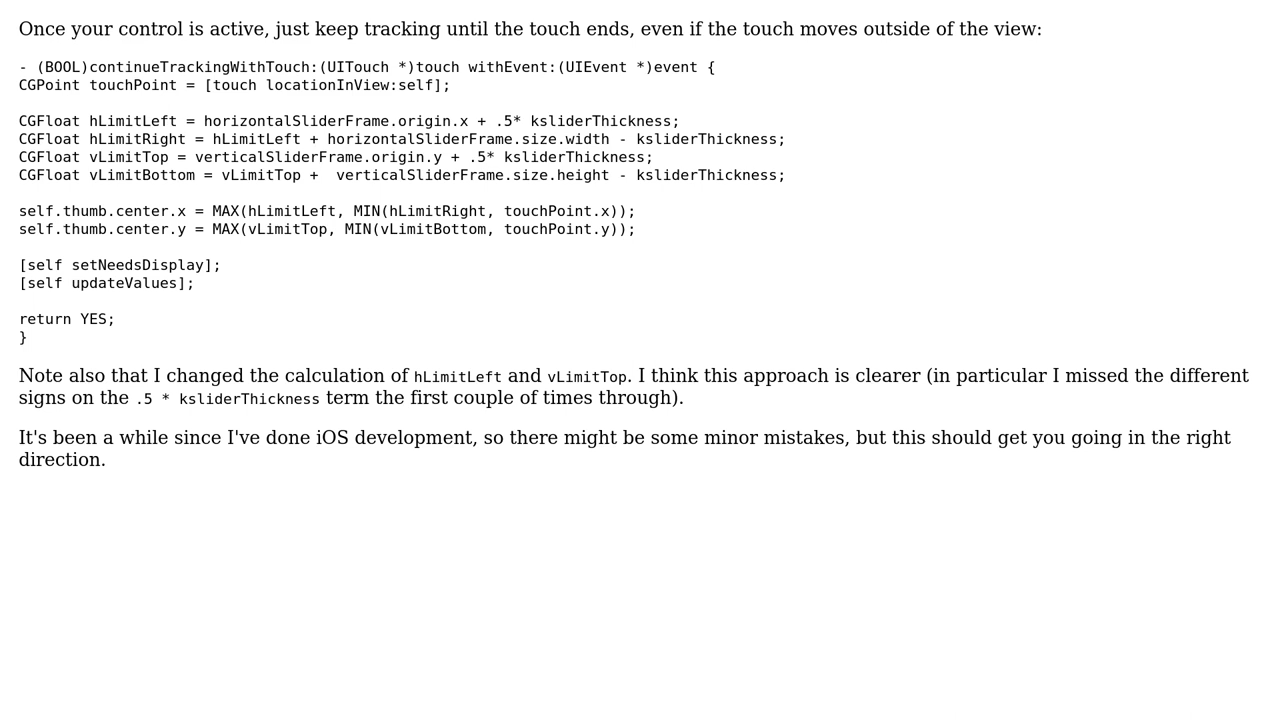 Once your control is active, just keep tracking until the touch ends, even if the touch moves outside of the view:
- (BOOL)continueTrackingWithTouch:(UITouch *)touch withEvent:(UIEvent *)event {
CGPoint touchPoint = [touch locationInView:self];
CGFloat hLimitLeft = horizontalSliderFrame.origin.x + .5* ksliderThickness;
CGFloat hLimitRight = hLimitLeft + horizontalSliderFrame.size.width - ksliderThickness;
CGFloat vLimitTop = verticalSliderFrame.origin.y + .5* ksliderThickness;
CGFloat vLimitBottom = vLimitTop +  verticalSliderFrame.size.height - ksliderThickness;
self.thumb.center.x = MAX(hLimitLeft, MIN(hLimitRight, touchPoint.x));
self.thumb.center.y = MAX(vLimitTop, MIN(vLimitBottom, touchPoint.y));
[self setNeedsDisplay];
[self updateValues];
return YES;
}
Note also that I changed the calculation of hLimitLeft and vLimitTop. I think this approach is clearer (in particular I missed the different
signs on the .5 * ksliderThickness term the first couple of times through).
It's been a while since I've done iOS development, so there might be some minor mistakes, but this should get you going in the right
direction.